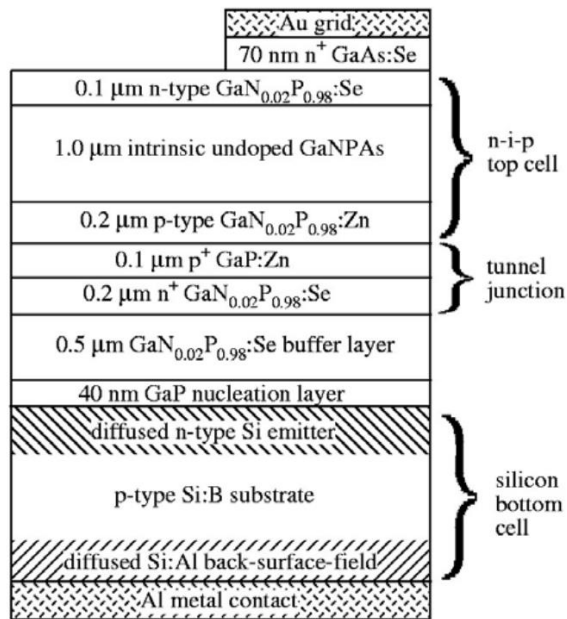 Au grid
70 nm n⁺ GaAs:Se
0.1 μm n-type GaN₀.₀₂P₀.₉₈:Se
1.0 μm intrinsic undoped GaNPAs
n-i-p
top cell
0.2 μm p-type GaN₀.₀₂P₀.₉₈:Zn
0.1 μm p⁺ GaP:Zn
0.2 μm n⁺ GaN₀.₀₂P₀.₉₈:Se
tunnel
junction
0.5 μm GaN₀.₀₂P₀.₉₈:Se buffer layer
40 nm GaP nucleation layer
diffused n-type Si emitter
p-type Si:B substrate
silicon
bottom
cell
diffused Si:Al back-surface-field
Al metal contact